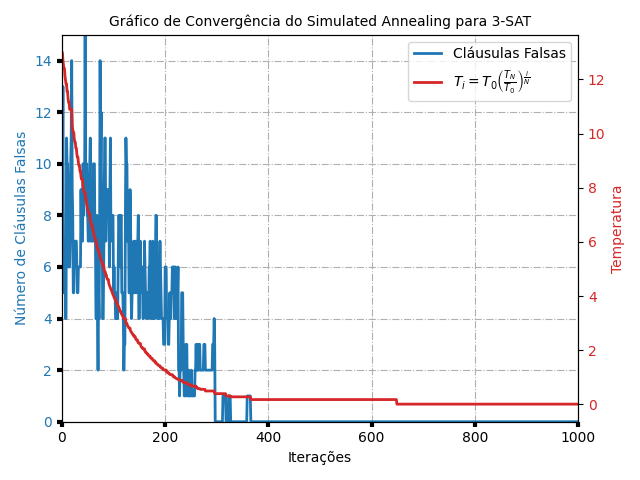 Gráfico de Convergência do Simulated Annealing para 3-SAT
Cláusulas Falsas
T_i = T_0 (T_N / T_0)^{i/N}
Número de Cláusulas Falsas
14
12
10
8
6
4
2
0
12
10
8
6
4
2
0
Temperatura
0 200 400 600 800 1000
Iterações